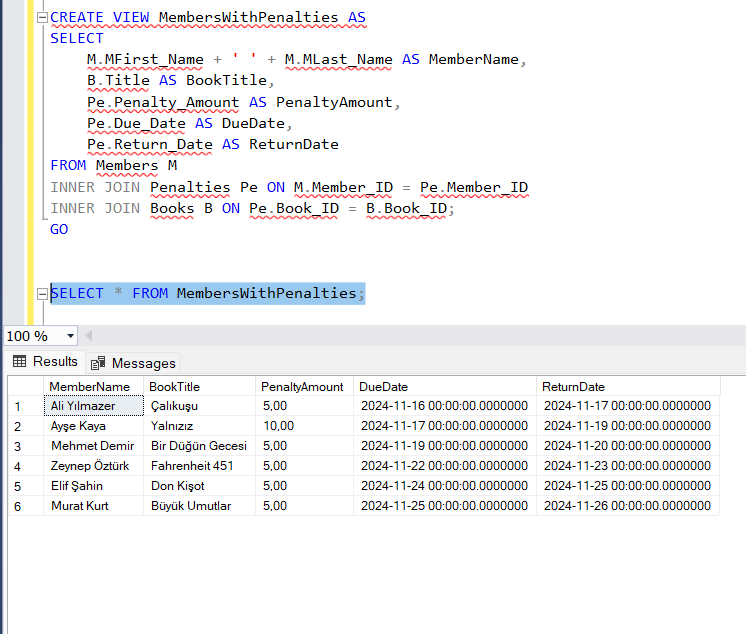 CREATE VIEW MembersWithPenalties AS
SELECT
M.MFirst_Name + ' ' + M.MLast_Name AS MemberName,
B.Title AS BookTitle,
Pe.Penalty_Amount AS PenaltyAmount,
Pe.Due_Date AS DueDate,
Pe.Return_Date AS ReturnDate
FROM Members M
INNER JOIN Penalties Pe ON M.Member_ID = Pe.Member_ID
INNER JOIN Books B ON Pe.Book_ID = B.Book_ID;
GO
SELECT * FROM MembersWithPenalties;
100 %
Results Messages
MemberName BookTitle PenaltyAmount DueDate ReturnDate
1 Ali Yılmazer Çalıkuşu 5,00 2024-11-16 00:00:00.0000000 2024-11-17 00:00:00.0000000
2 Ayşe Kaya Yalnızız 10,00 2024-11-17 00:00:00.0000000 2024-11-19 00:00:00.0000000
3 Mehmet Demir Bir Düğün Gecesi 5,00 2024-11-19 00:00:00.0000000 2024-11-20 00:00:00.0000000
4 Zeynep Öztürk Fahrenheit 451 5,00 2024-11-22 00:00:00.0000000 2024-11-23 00:00:00.0000000
5 Elif Şahin Don Kişot 5,00 2024-11-24 00:00:00.0000000 2024-11-25 00:00:00.0000000
6 Murat Kurt Büyük Umutlar 5,00 2024-11-25 00:00:00.0000000 2024-11-26 00:00:00.0000000